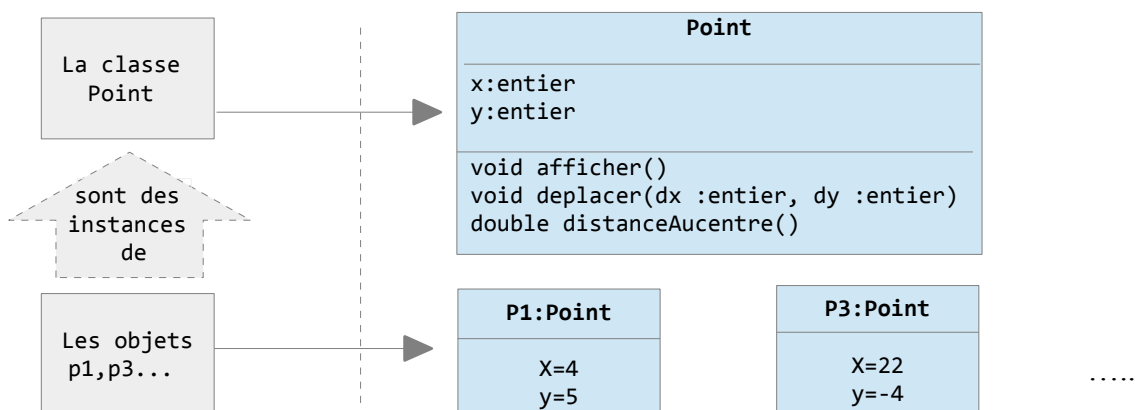 La classe
Point
Point
x:entier
y:entier
void afficher()
void deplacer(dx :entier, dy :entier)
double distanceAucentre()
sont des
instances
de
Les objets
p1,p3...
P1:Point
X=4
y=5
P3:Point
X=22
y=-4
.....